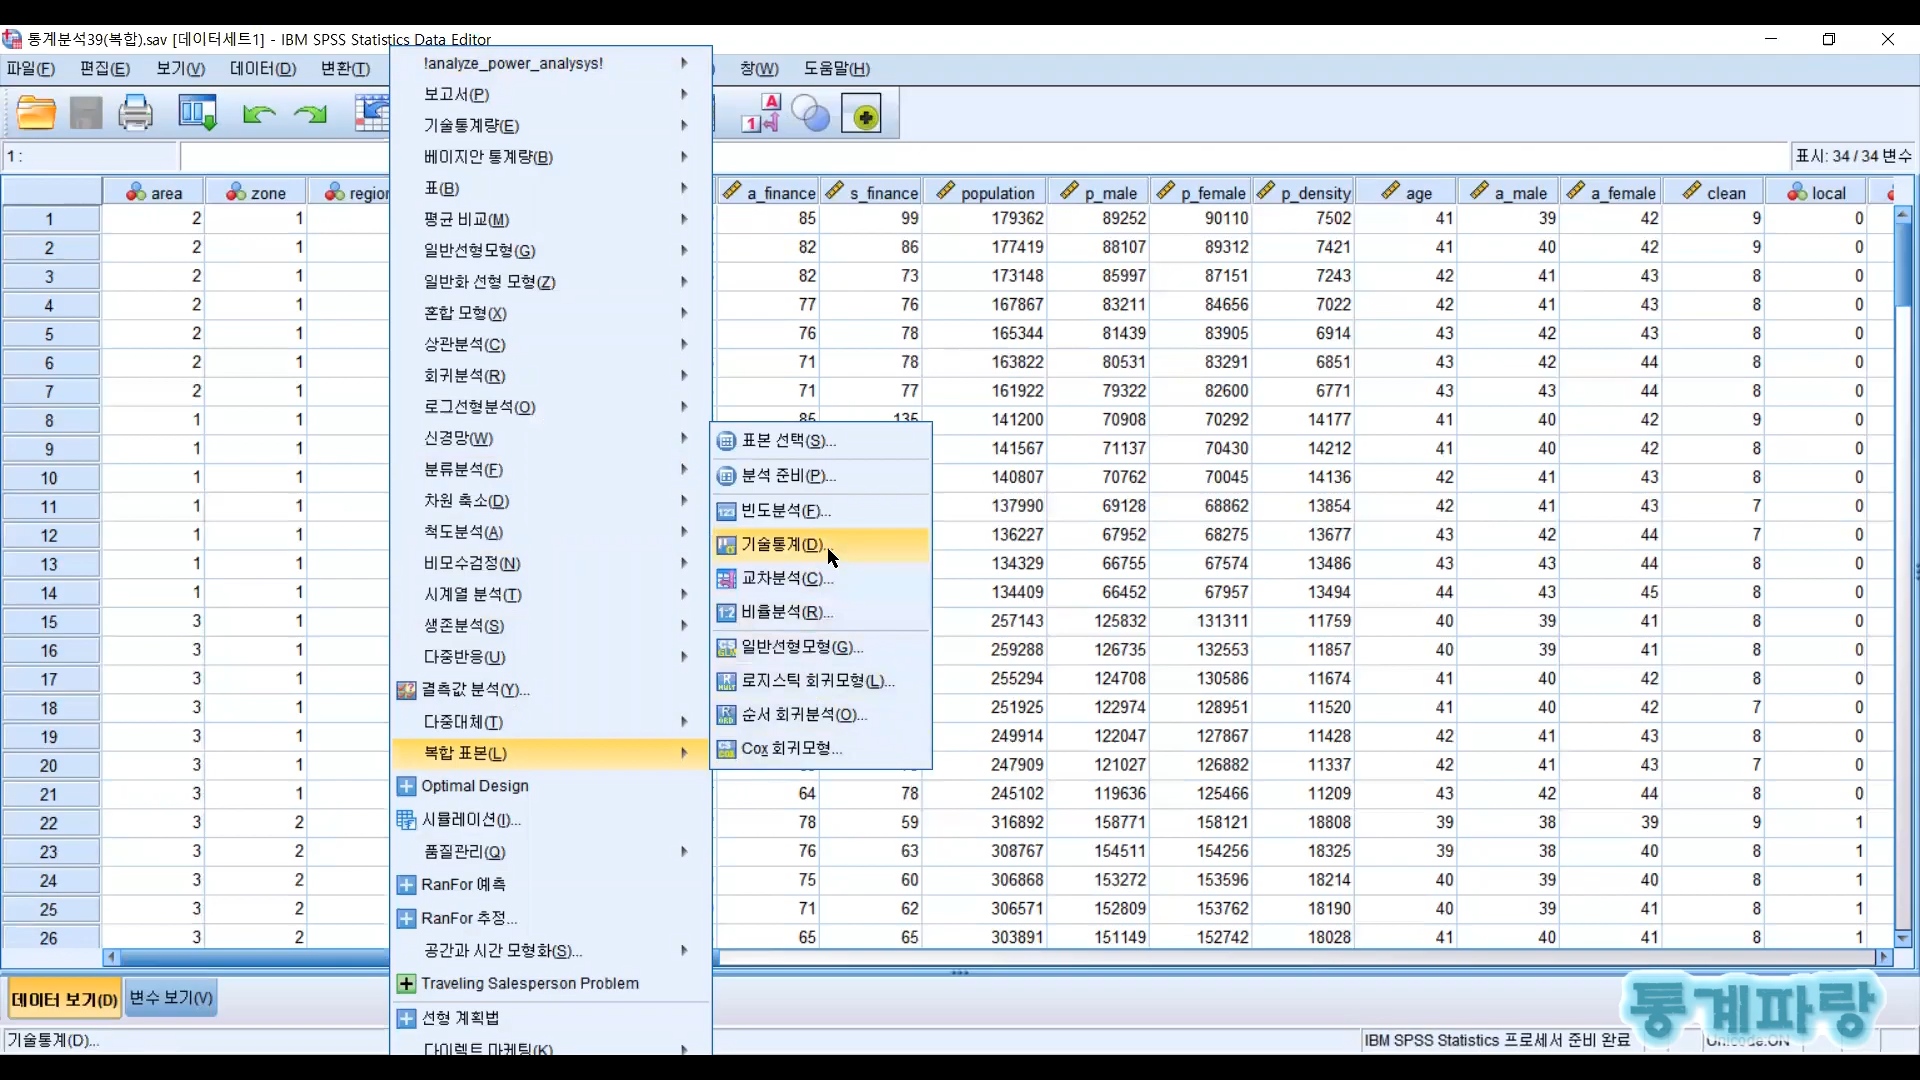 통계분석39(복합).sav [데이터세트1] - IBM SPSS Statistics Data Editor
파일(F) 편집(E) 보기(V) 데이터(D) 변환(T) 창(W) 도움말(H)
1 :
표시: 34 / 34 변수
!analyze_power_analysys!
보고서(P)
기술통계량(E)
베이지안 통계량(B)
표(B)
평균 비교(M)
일반선형모형(G)
일반화 선형 모형(Z)
혼합 모형(X)
상관분석(C)
회귀분석(R)
로그선형분석(O)
신경망(W)
분류분석(F)
차원 축소(D)
척도분석(A)
비모수검정(N)
시계열 분석(T)
생존분석(S)
다중반응(U)
결측값 분석(Y)...
다중대체(T)
복합 표본(L)
Optimal Design
시뮬레이션(I)...
품질관리(Q)
RanFor 예측
RanFor 추정...
공간과 시간 모형화(S)...
Traveling Salesperson Problem
선형 계획법
다이렉트 마케팅(K)
표본 선택(S)...
분석 준비(P)...
빈도분석(F)...
기술통계(D)...
교차분석(C)...
비율분석(R)...
일반선형모형(G)...
로지스틱 회귀모형(L)...
순서 회귀분석(O)...
Cox 회귀모형...
area zone region a_finance s_finance population p_male p_female p_density age a_male a_female clean local
1 2 1 85 99 179362 89252 90110 7502 41 39 42 9 0
2 2 1 82 86 177419 88107 89312 7421 41 40 42 9 0
3 2 1 82 73 173148 85997 87151 7243 42 41 43 8 0
4 2 1 77 76 167867 83211 84656 7022 42 41 43 8 0
5 2 1 76 78 165344 81439 83905 6914 43 42 43 8 0
6 2 1 71 78 163822 80531 83291 6851 43 42 44 8 0
7 2 1 71 77 161922 79322 82600 6771 43 43 44 8 0
8 1 1 86 135 141200 70908 70292 14177 41 40 42 9 0
9 1 1 141567 71137 70430 14212 41 40 42 8 0
10 1 1 140807 70762 70045 14136 42 41 43 8 0
11 1 1 137990 69128 68862 13854 42 41 43 7 0
12 1 1 136227 67952 68275 13677 43 42 44 7 0
13 1 1 134329 66755 67574 13486 43 43 44 8 0
14 1 1 134409 66452 67957 13494 44 43 45 8 0
15 3 1 257143 125832 131311 11759 40 39 41 8 0
16 3 1 259288 126735 132553 11857 40 39 41 8 0
17 3 1 255294 124708 130586 11674 41 40 42 8 0
18 3 1 251925 122974 128951 11520 41 40 42 7 0
19 3 1 249914 122047 127867 11428 42 41 43 8 0
20 3 1 247909 121027 126882 11337 42 41 43 7 0
21 3 1 64 78 245102 119636 125466 11209 43 42 44 8 0
22 3 2 78 59 316892 158771 158121 18808 39 38 39 9 1
23 3 2 76 63 308767 154511 154256 18325 39 38 40 8 1
24 3 2 75 60 306868 153272 153596 18214 40 39 40 8 1
25 3 2 71 62 306571 152809 153762 18190 40 39 41 8 1
26 3 2 65 65 303891 151149 152742 18028 41 40 41 8 1
데이터 보기(D) 변수 보기(V)
통계파랑
기술통계(D)...
IBM SPSS Statistics 프로세서 준비 완료
Unicode:ON